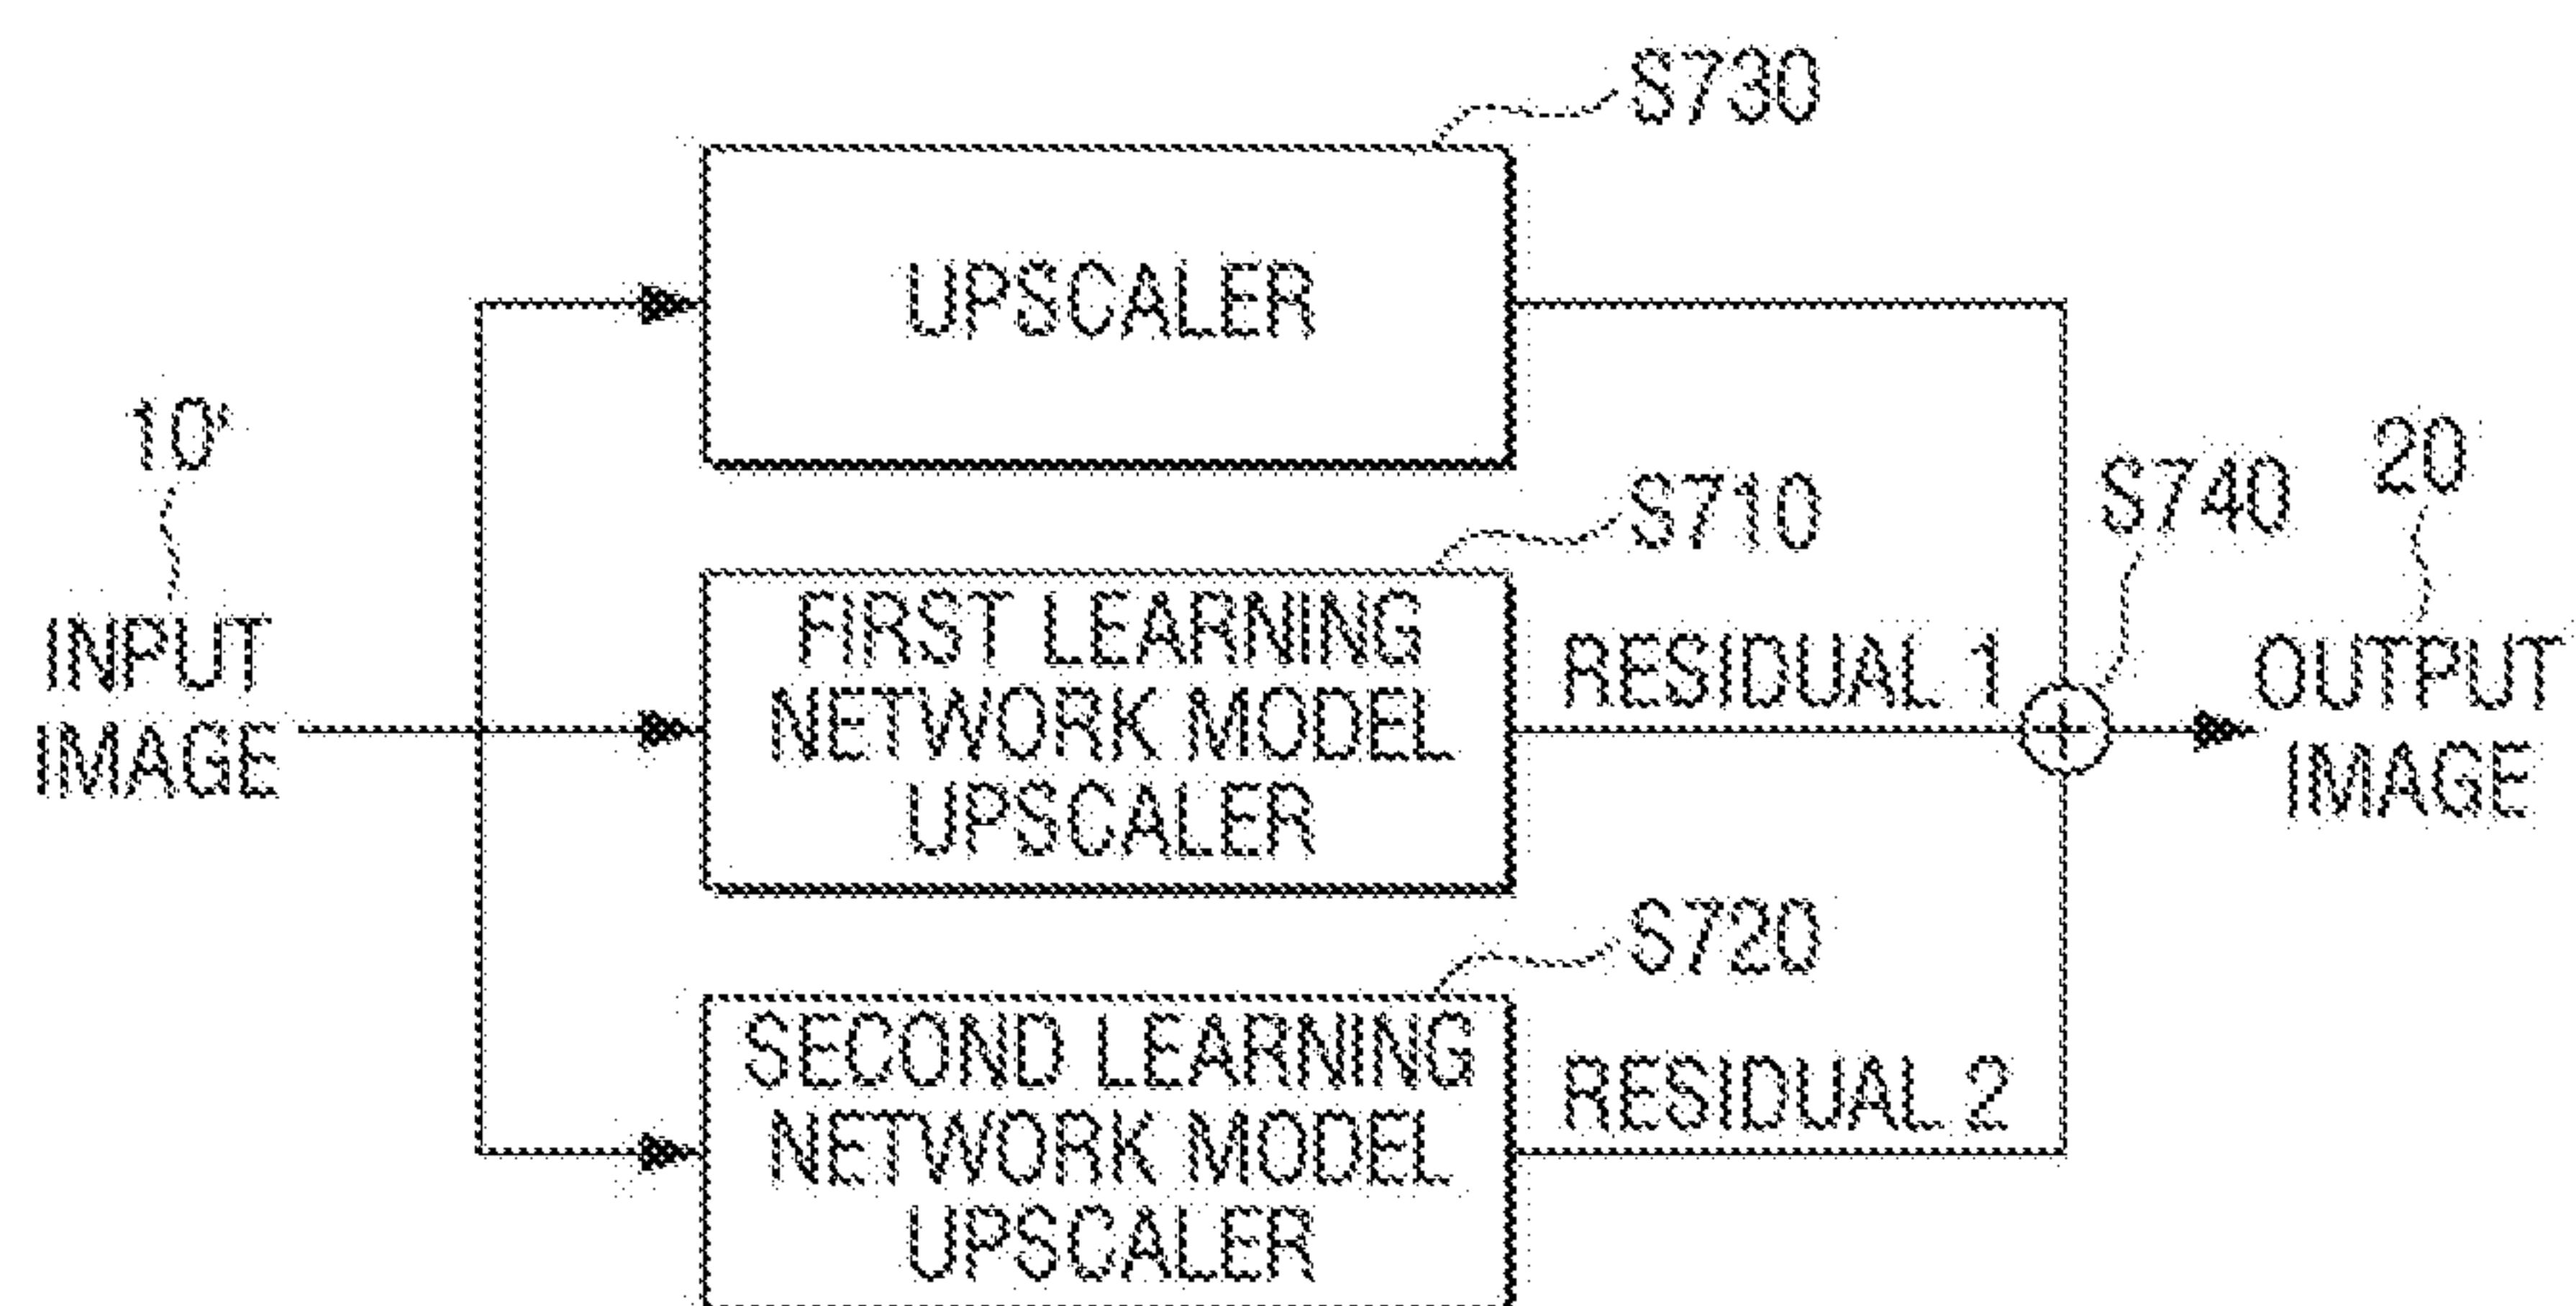 S730
UPSCALER
10'
S710
S740
20
INPUT
IMAGE
FIRST LEARNING
NETWORK MODEL
UPSCALER
RESIDUAL 1
OUTPUT
IMAGE
S720
SECOND LEARNING
NETWORK MODEL
UPSCALER
RESIDUAL 2